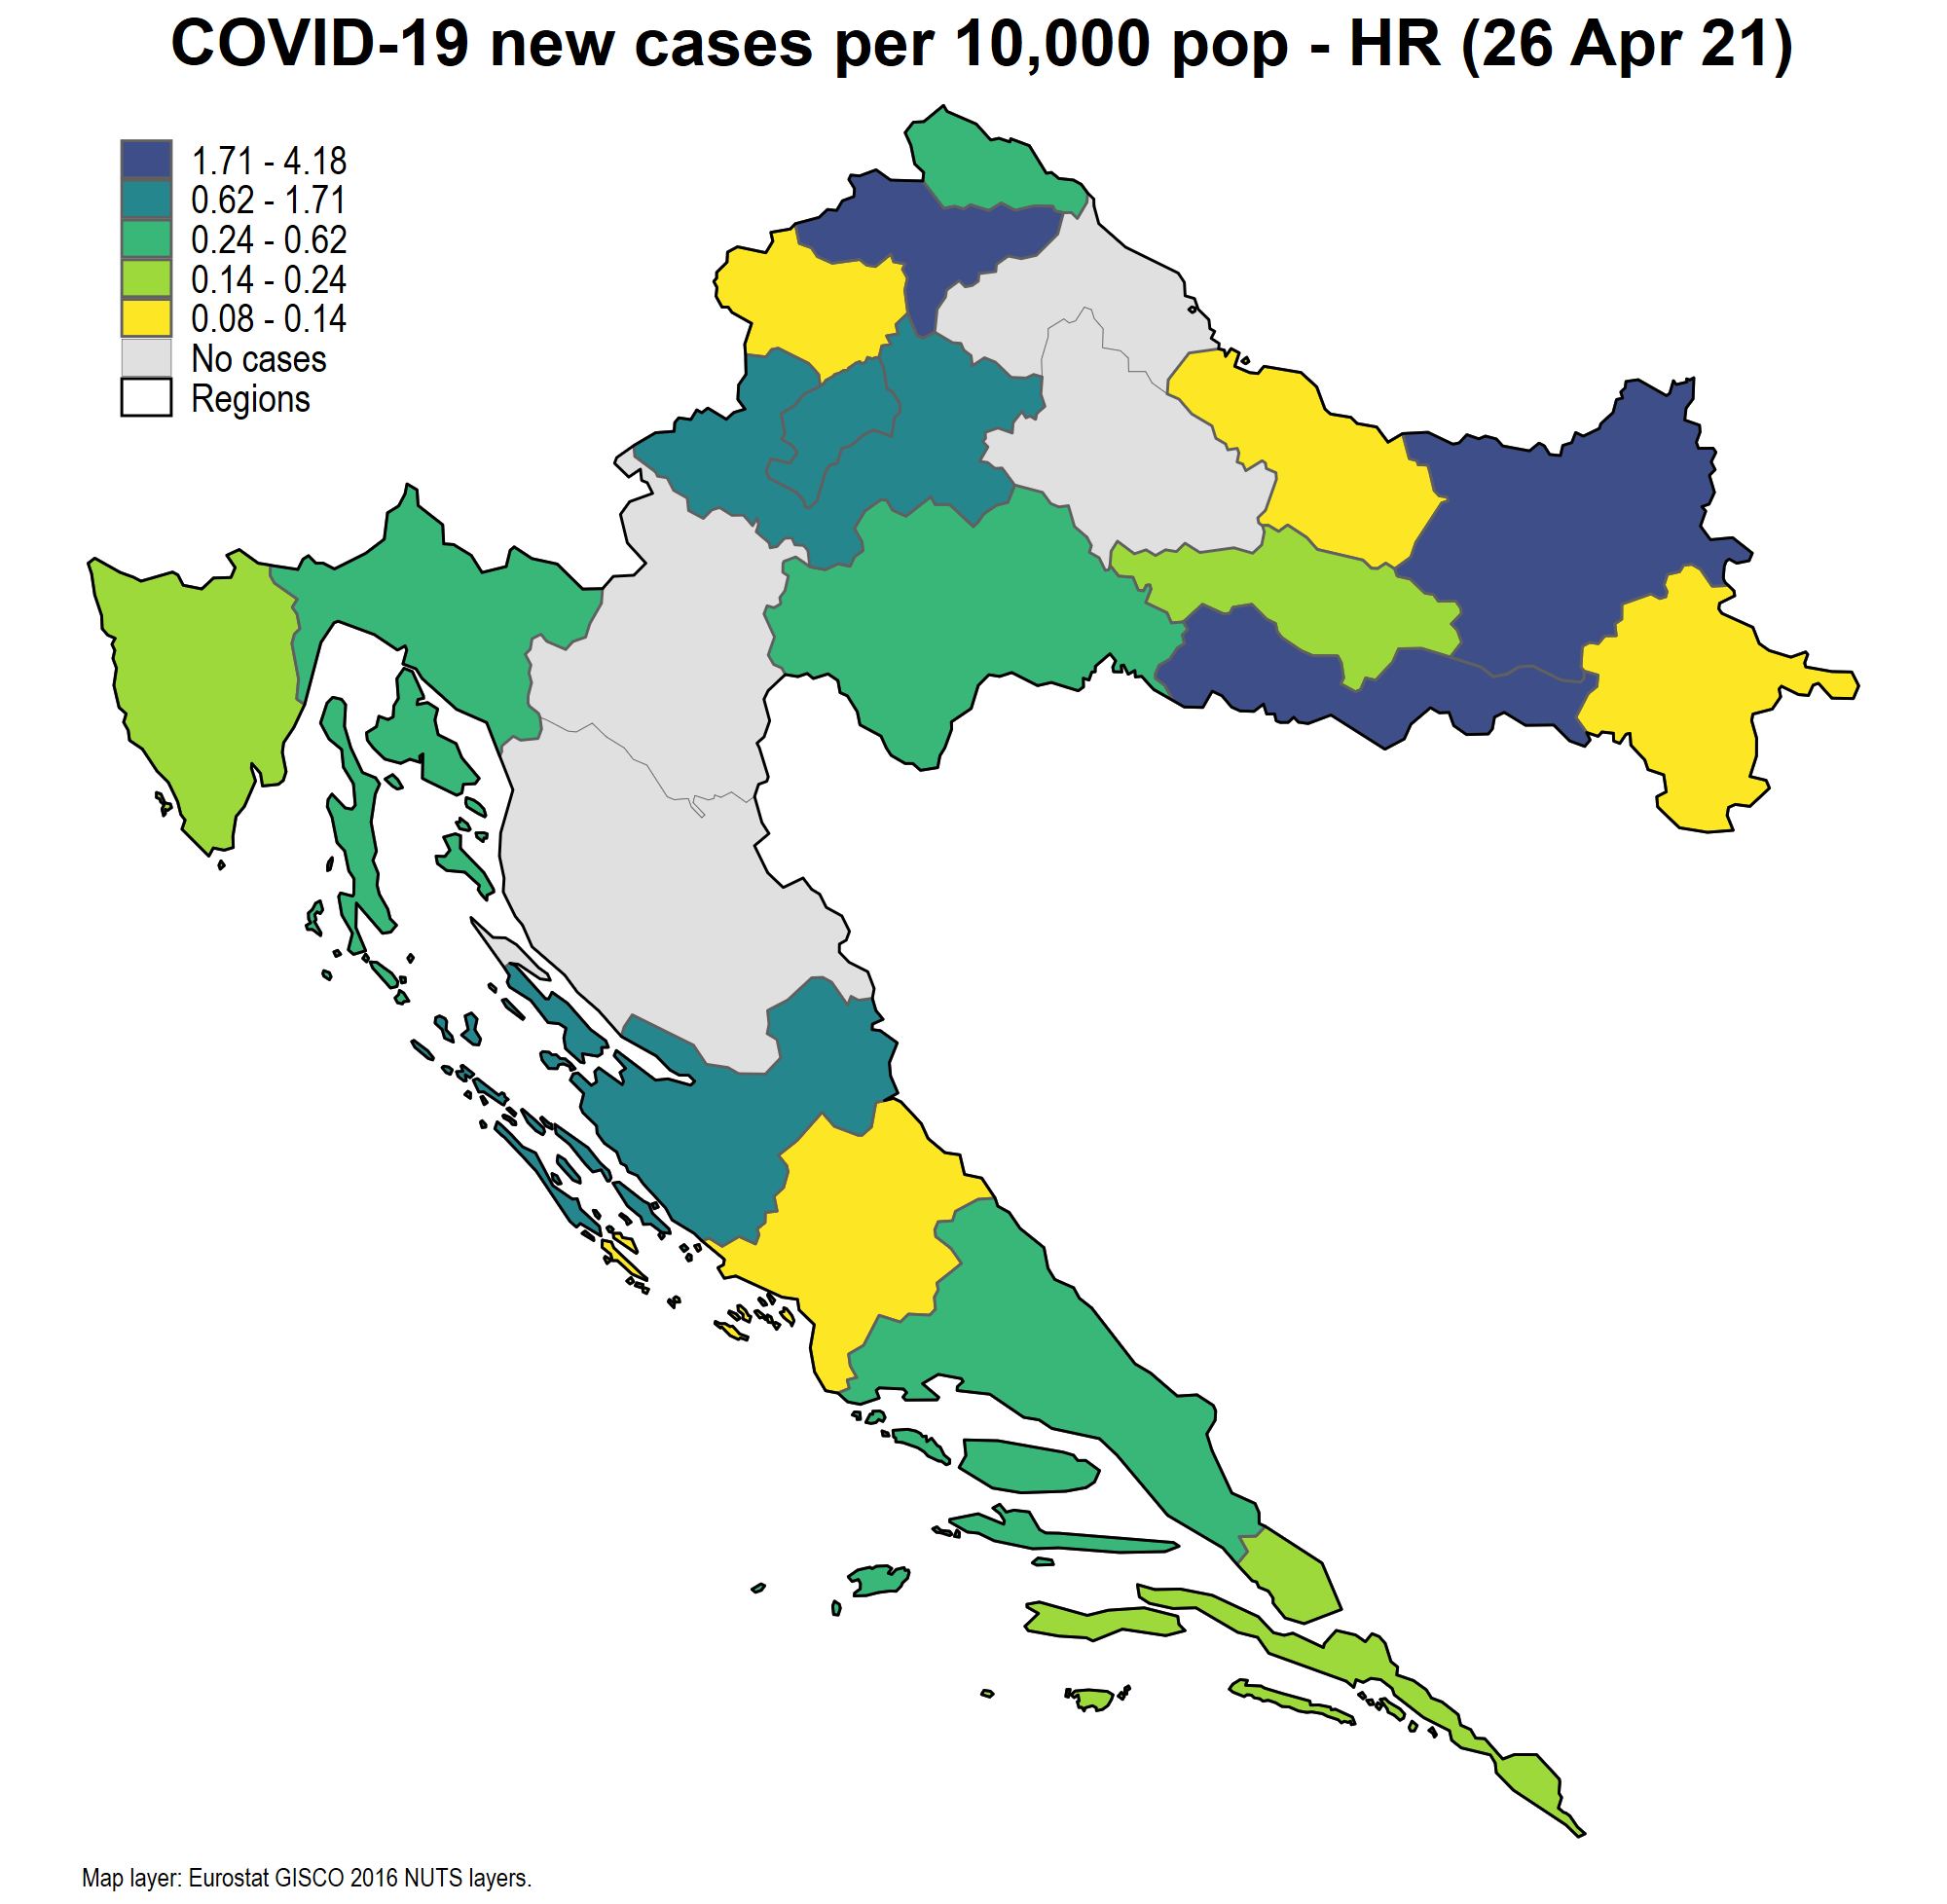 COVID-19 new cases per 10,000 pop - HR (26 Apr 21)
1.71 - 4.18
0.62 - 1.71
0.24 - 0.62
0.14 - 0.24
0.08 - 0.14
No cases
Regions
Map layer: Eurostat GISCO 2016 NUTS layers.